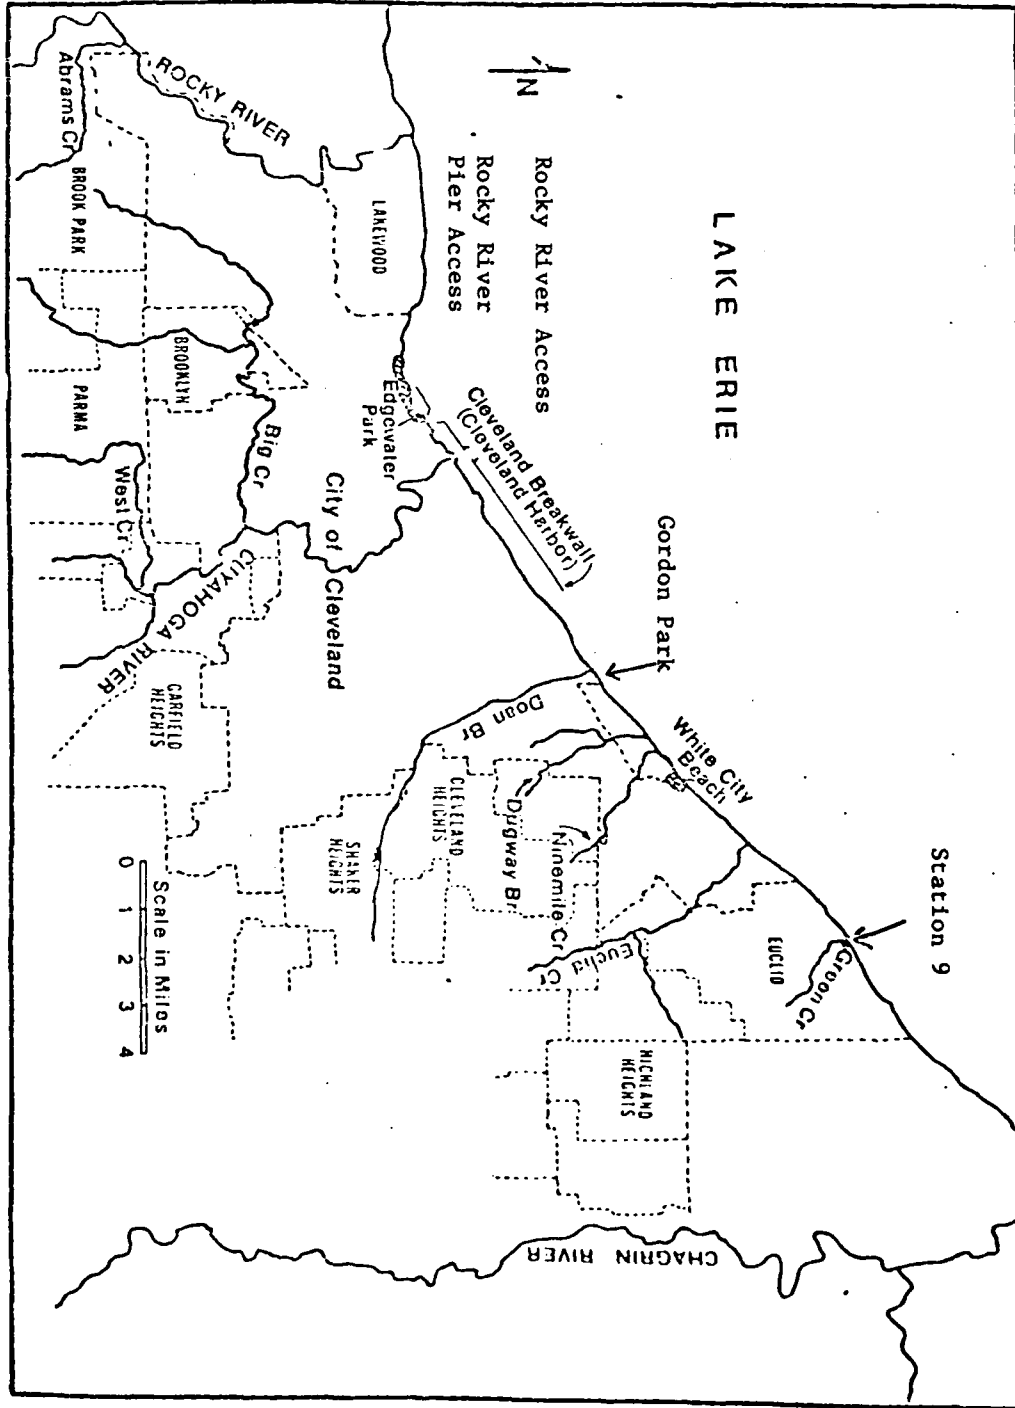 LAKE ERIE
N
Rocky River Access
Rocky River
Pier Access
Station 9
Gordon Park
White City
Beach
Cleveland Breakwall
(Cleveland Harbor)
Edgewater
Park
LAKEWOOD
ROCKY RIVER
Abrams Cr
BROOK PARK
BROOKLYN
PARMA
Big Cr
West Cr
City of Cleveland
CUYAHOGA RIVER
GARFIELD
HEIGHTS
Doan Br
CLEVELAND
HEIGHTS
SHAKER
HEIGHTS
Dugway Br
Ninemile Cr
Euclid Cr
EUCLID
Green Cr
HIGHLAND
HEIGHTS
CHAGRIN RIVER
Scale in Miles
0 1 2 3 4